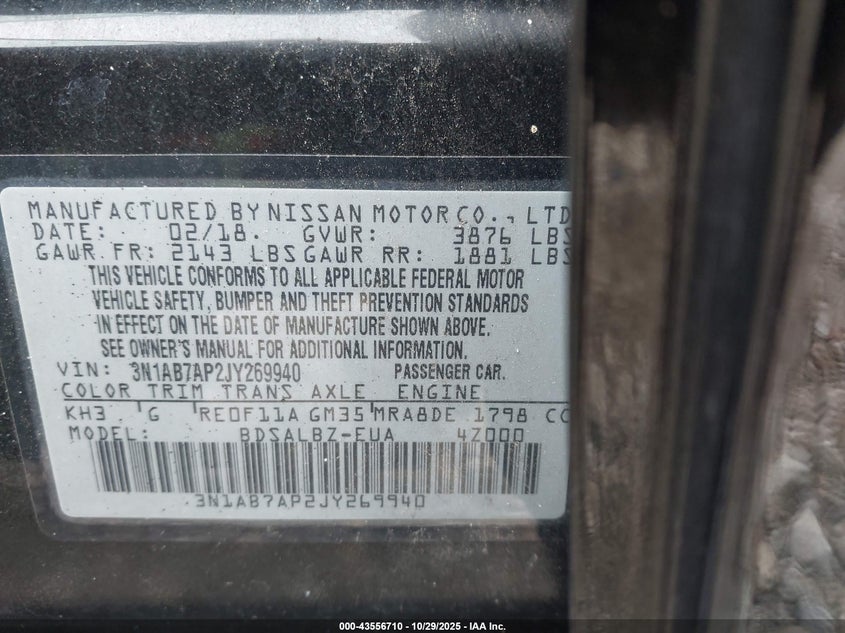 MANUFACTURED BY NISSAN MOTOR CO., LTD
DATE: 02/18. GVWR: 3876 LBS
GAWR FR: 2143 LBS GAWR RR: 1881 LBS
THIS VEHICLE CONFORMS TO ALL APPLICABLE FEDERAL MOTOR
VEHICLE SAFETY, BUMPER AND THEFT PREVENTION STANDARDS
IN EFFECT ON THE DATE OF MANUFACTURE SHOWN ABOVE.
SEE OWNER'S MANUAL FOR ADDITIONAL INFORMATION.
VIN: 3N1AB7AP2JY269940 PASSENGER CAR.
COLOR TRIM TRANS AXLE ENGINE
KH3 G RE0F11A GM35 MRA8DE 1798 CC
MODEL: BDSALBZ-EUA 4Z000
3N1AB7AP2JY269940
000-43556710 - 10/29/2025 - IAA Inc.